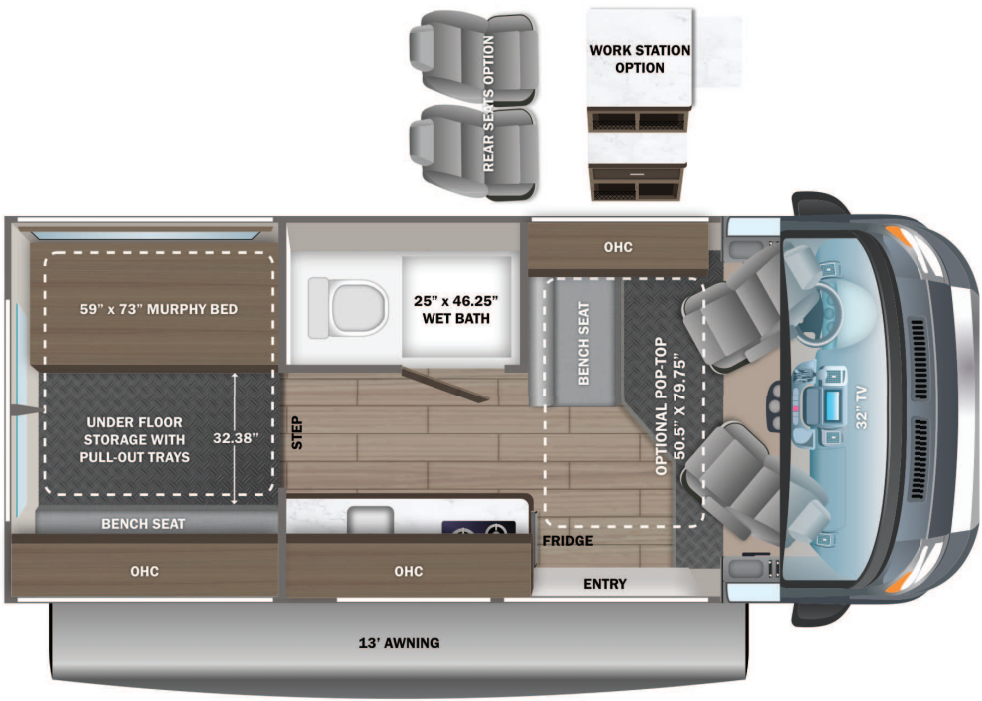 REAR SEATS OPTION
WORK STATION
OPTION
OHC
59” x 73” MURPHY BED
25” x 46.25”
WET BATH
BENCH SEAT
OPTIONAL POP-TOP
50.5” X 79.75”
32” TV
UNDER FLOOR
STORAGE WITH
PULL-OUT TRAYS
32.38”
STEP
BENCH SEAT
FRIDGE
OHC
OHC
ENTRY
13’ AWNING